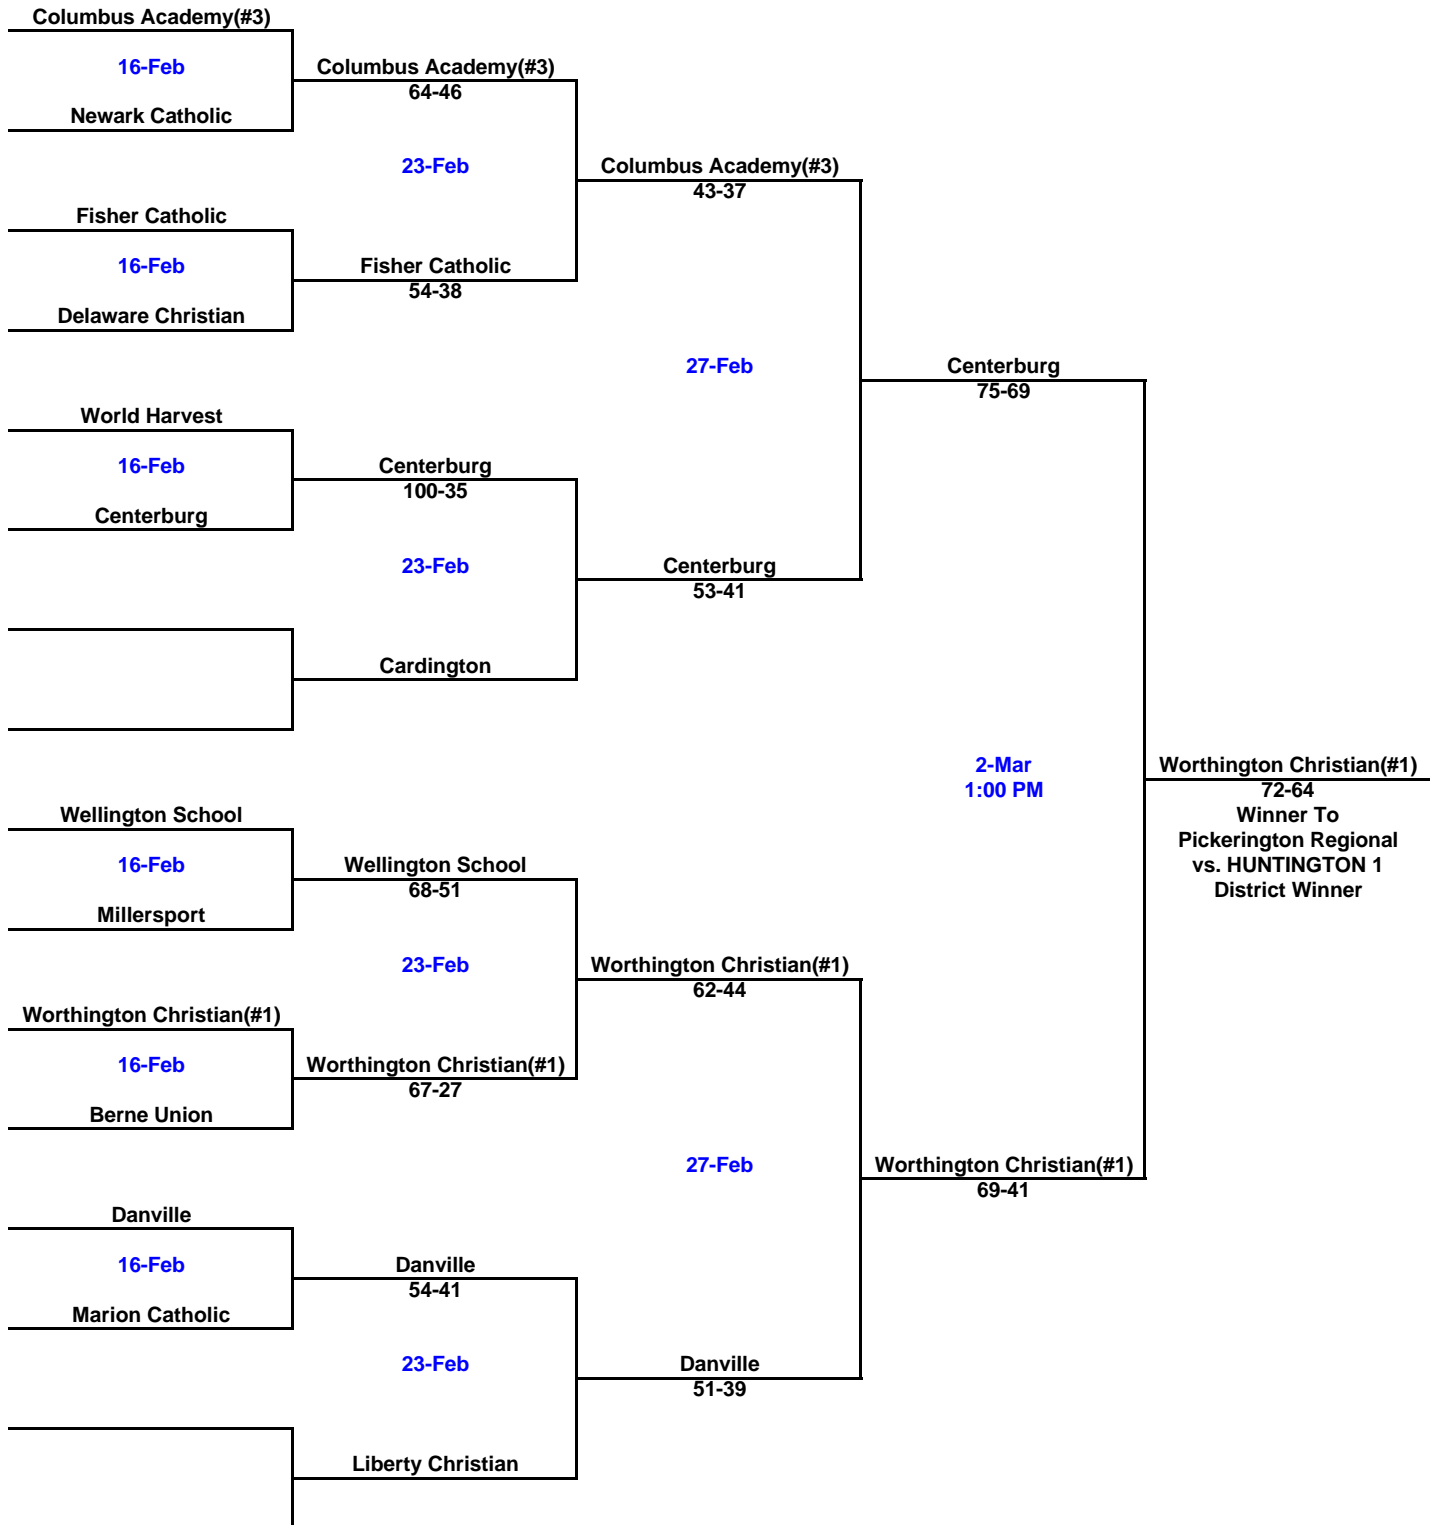 Columbus Academy(#3)
16-Feb
Newark Catholic
Columbus Academy(#3)
64-46
23-Feb
Fisher Catholic
16-Feb
Delaware Christian
Fisher Catholic
54-38
Columbus Academy(#3)
43-37
27-Feb
World Harvest
16-Feb
Centerburg
Centerburg
100-35
23-Feb
Cardington
Centerburg
53-41
Centerburg
75-69
2-Mar
1:00 PM
Wellington School
16-Feb
Millersport
Wellington School
68-51
23-Feb
Worthington Christian(#1)
16-Feb
Berne Union
Worthington Christian(#1)
67-27
Worthington Christian(#1)
62-44
27-Feb
Danville
16-Feb
Marion Catholic
Danville
54-41
23-Feb
Liberty Christian
Danville
51-39
Worthington Christian(#1)
69-41
Worthington Christian(#1)
72-64
Winner To
Pickerington Regional
vs. HUNTINGTON 1
District Winner